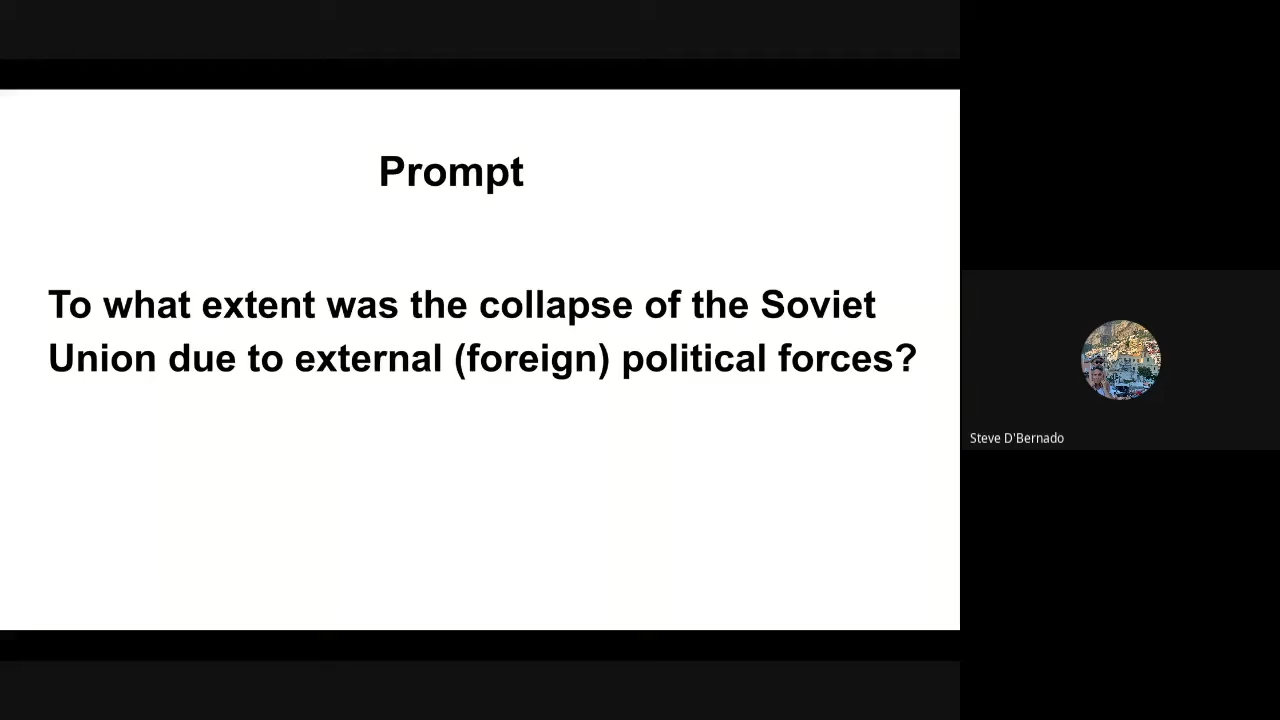 Prompt
To what extent was the collapse of the Soviet
Union due to external (foreign) political forces?
Steve D'Bernado